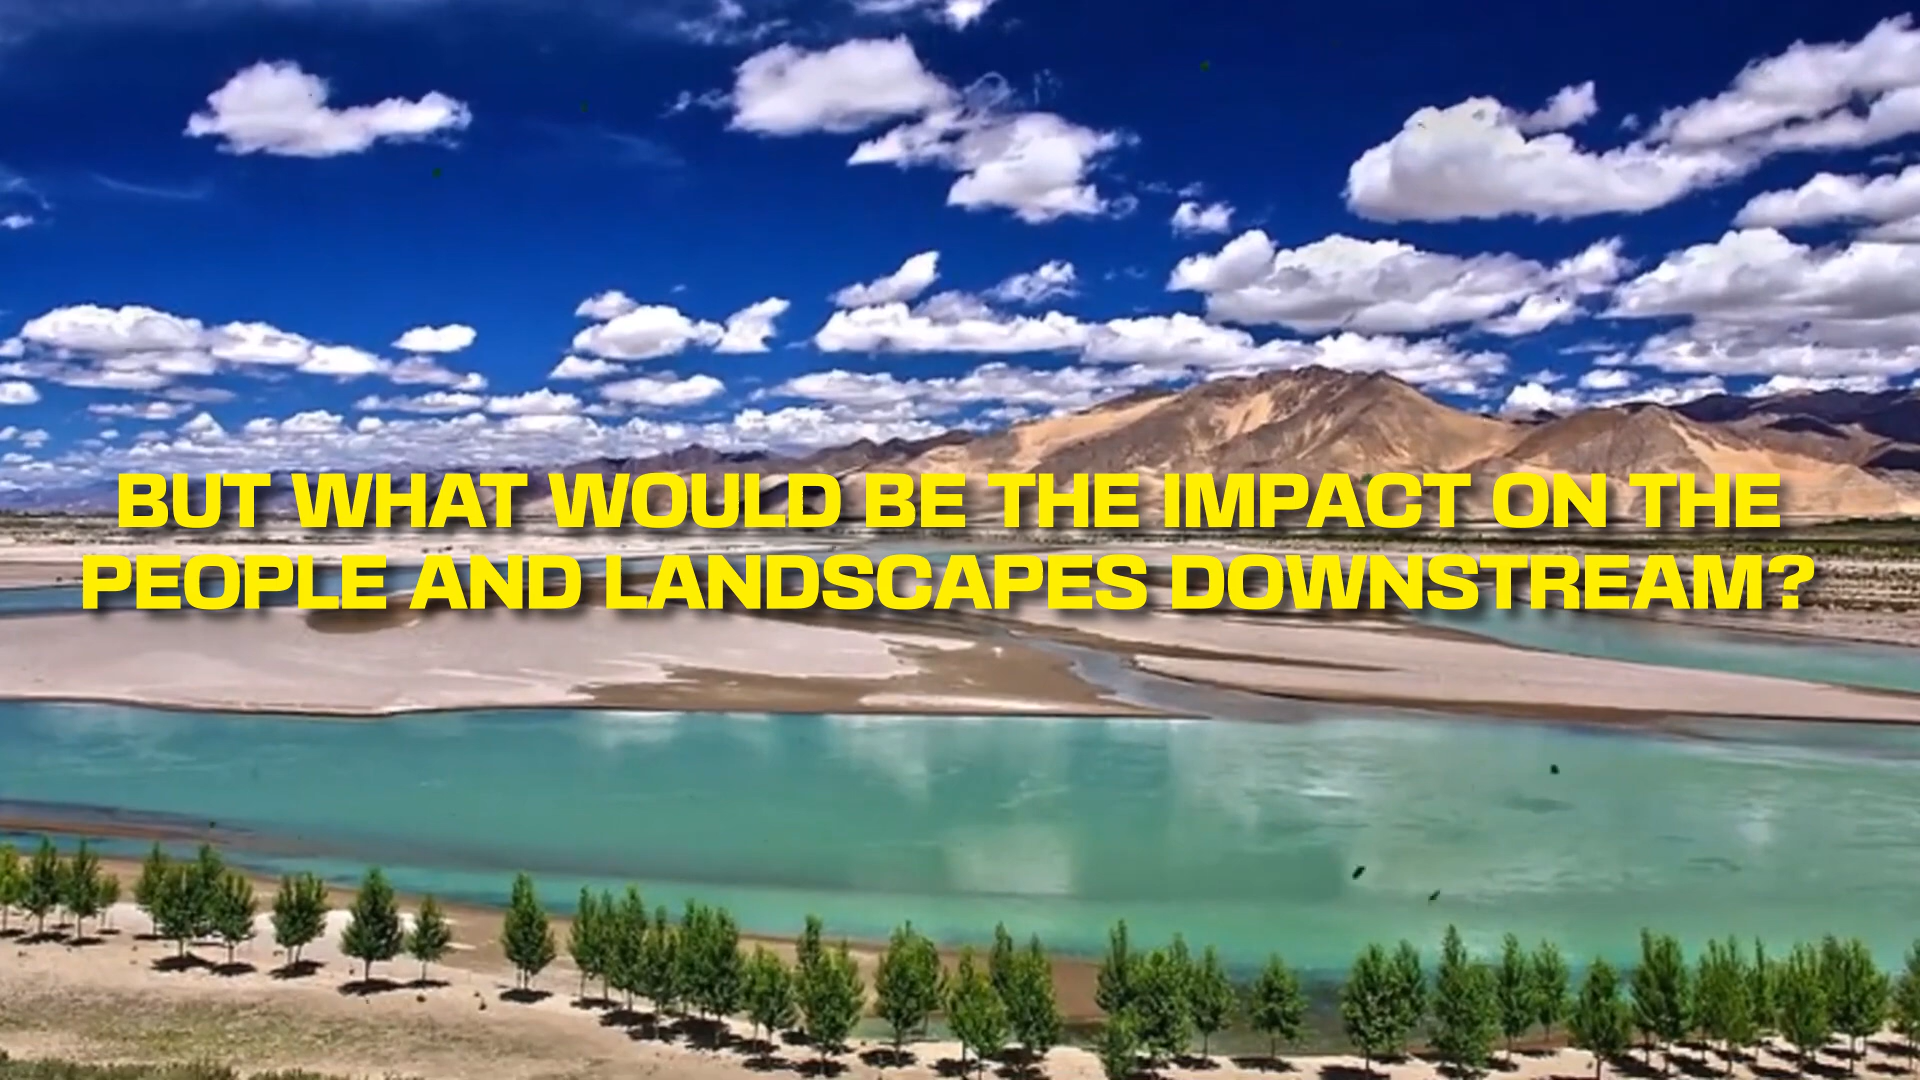 BUT WHAT WOULD BE THE IMPACT ON THE
PEOPLE AND LANDSCAPES DOWNSTREAM?